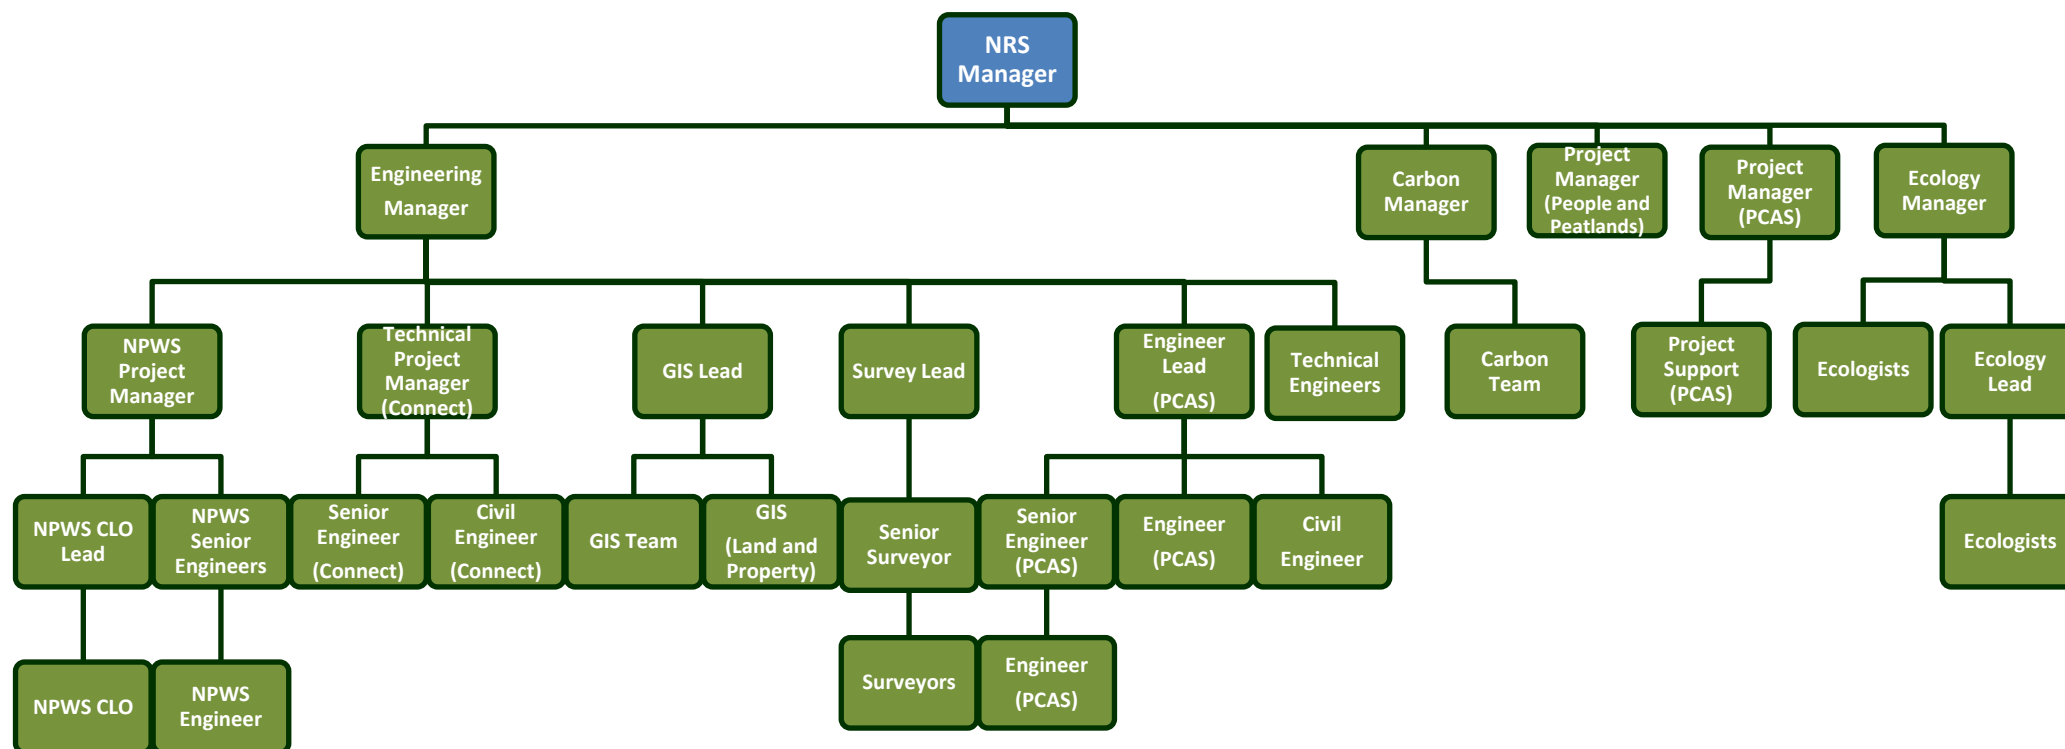 NRS
Manager
Engineering
Manager
Carbon
Manager
Project
Manager
(People and
Peatlands)
Project
Manager
(PCAS)
Ecology
Manager
NPWS
Project
Manager
Technical
Project
Manager
(Connect)
GIS Lead
Survey Lead
Engineer
Lead
(PCAS)
Technical
Engineers
Carbon
Team
Project
Support
(PCAS)
Ecologists
Ecology
Lead
NPWS CLO
Lead
NPWS
Senior
Engineers
Senior
Engineer
(Connect)
Civil
Engineer
(Connect)
GIS Team
GIS
(Land and
Property)
Senior
Surveyor
Senior
Engineer
(PCAS)
Engineer
(PCAS)
Civil
Engineer
Ecologists
NPWS CLO
NPWS
Engineer
Surveyors
Engineer
(PCAS)